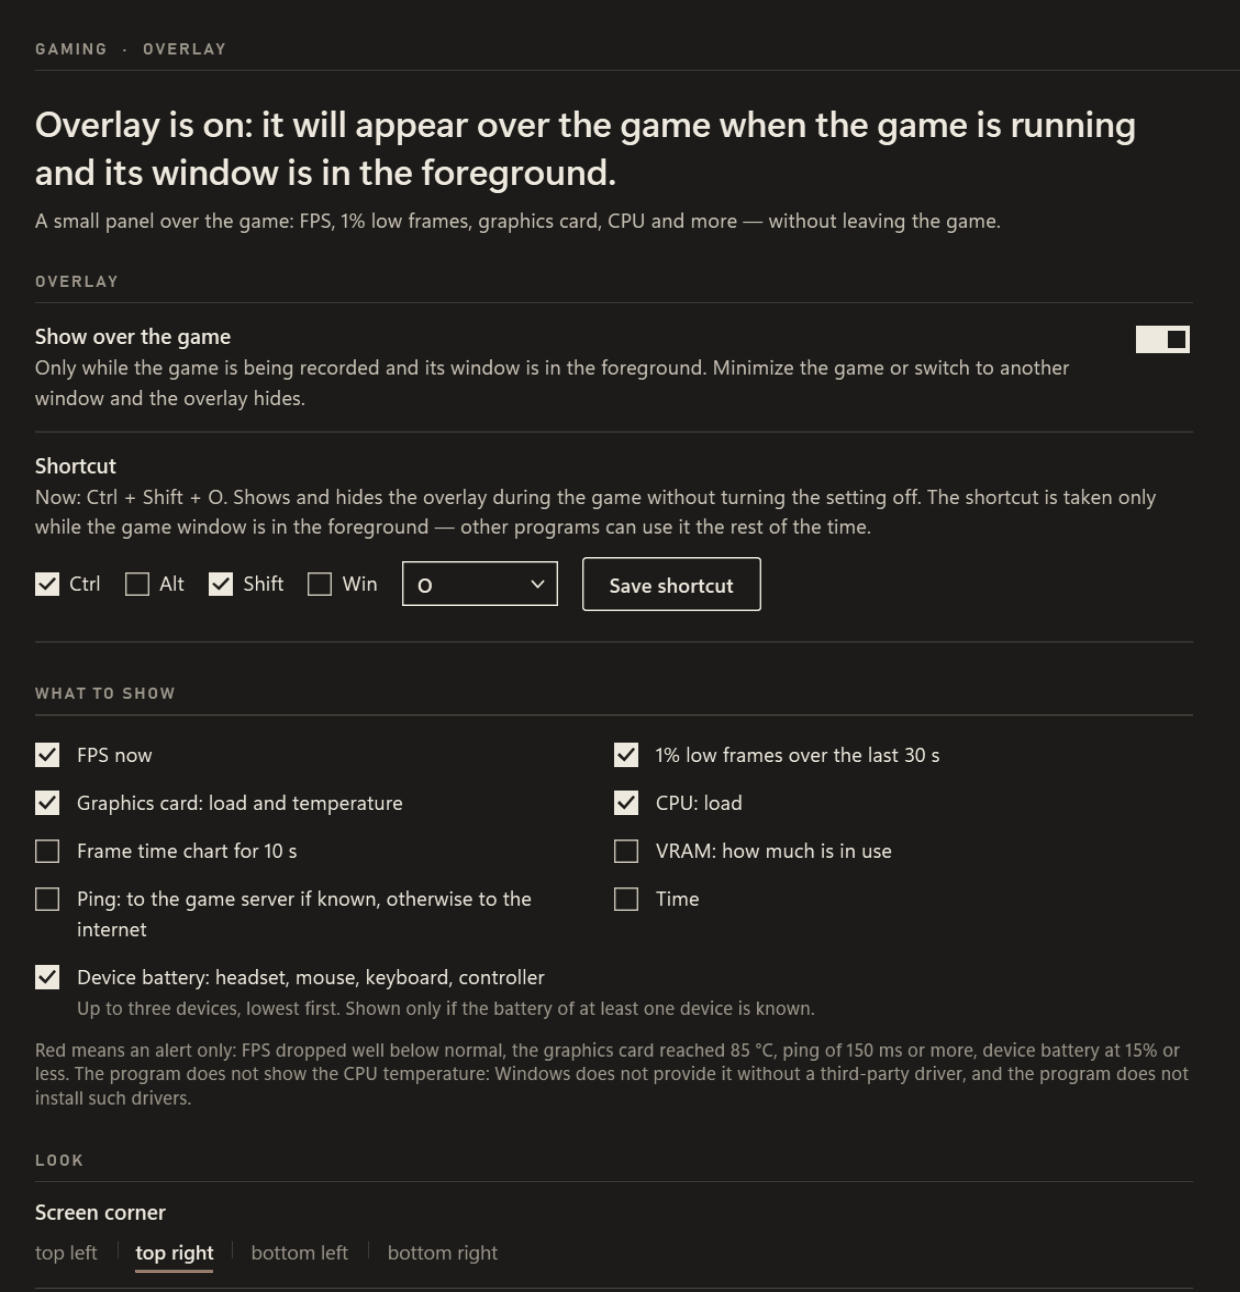 GAMING · OVERLAY
Overlay is on: it will appear over the game when the game is running
and its window is in the foreground.
A small panel over the game: FPS, 1% low frames, graphics card, CPU and more — without leaving the game.
OVERLAY
Show over the game
Only while the game is being recorded and its window is in the foreground. Minimize the game or switch to another
window and the overlay hides.
Shortcut
Now: Ctrl + Shift + O. Shows and hides the overlay during the game without turning the setting off. The shortcut is taken only
while the game window is in the foreground — other programs can use it the rest of the time.
Ctrl Alt Shift Win O Save shortcut
WHAT TO SHOW
FPS now
1% low frames over the last 30 s
Graphics card: load and temperature
CPU: load
Frame time chart for 10 s
VRAM: how much is in use
Ping: to the game server if known, otherwise to the
internet
Time
Device battery: headset, mouse, keyboard, controller
Up to three devices, lowest first. Shown only if the battery of at least one device is known.
Red means an alert only: FPS dropped well below normal, the graphics card reached 85 °C, ping of 150 ms or more, device battery at 15% or
less. The program does not show the CPU temperature: Windows does not provide it without a third-party driver, and the program does not
install such drivers.
LOOK
Screen corner
top left top right bottom left bottom right